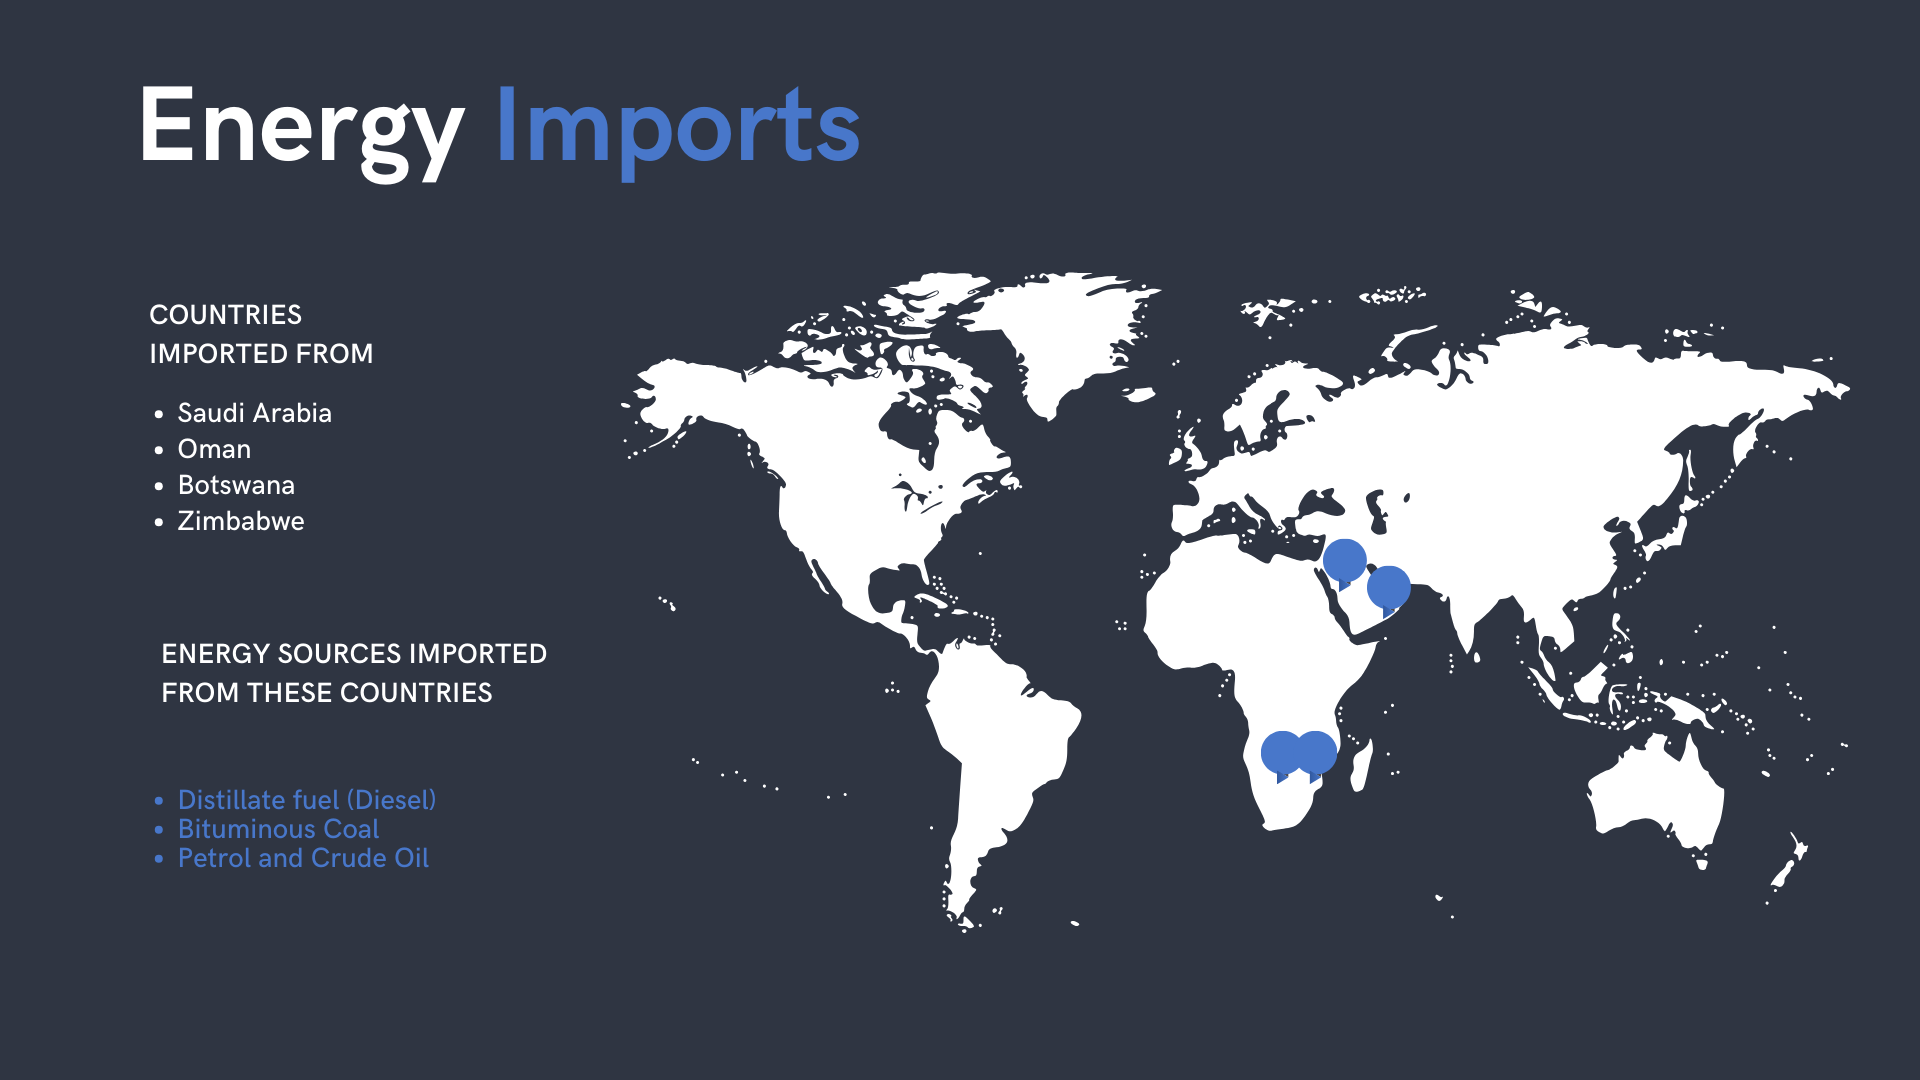 Energy Imports
COUNTRIES
IMPORTED FROM
• Saudi Arabia
• Oman
• Botswana
• Zimbabwe
ENERGY SOURCES IMPORTED
FROM THESE COUNTRIES
• Distillate fuel (Diesel)
• Bituminous Coal
• Petrol and Crude Oil